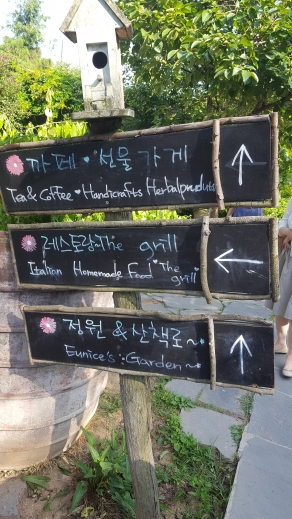 까페 • 선물가게
Tea & Coffee ♥ Handicrafts Herbal products
레스토랑 The grill
Italian Homemade Food "The grill"
정원 & 산책로~
Eunice's Garden~